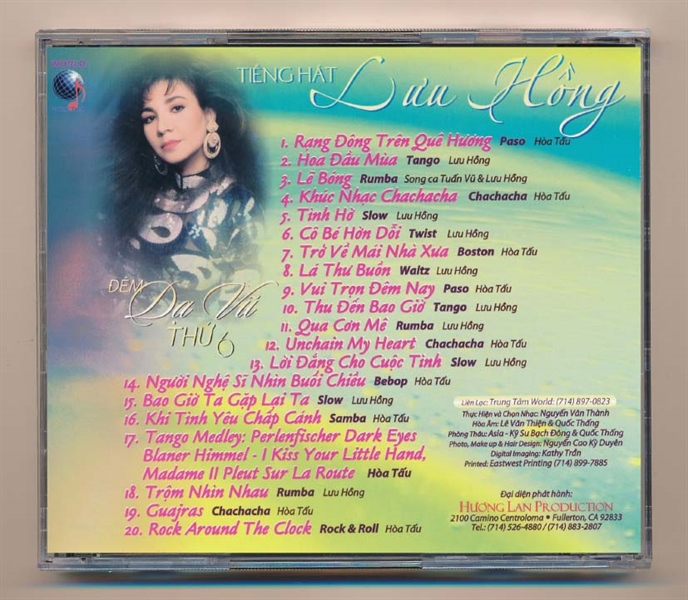 WORLD
TIẾNG HÁT Lưu Hồng
1. Rạng Đông Trên Quê Hương Paso Hòa Tấu
2. Hoa Đầu Mùa Tango Lưu Hồng
3. Lẽ Bóng Rumba Song ca Tuấn Vũ & Lưu Hồng
4. Khúc Nhạc Chachacha Chachacha Hòa Tấu
5. Tình Hờ Slow Lưu Hồng
6. Cô Bé Hờn Dỗi Twist Lưu Hồng
7. Trở Về Mái Nhà Xưa Boston Hòa Tấu
8. Lá Thư Buồn Waltz Lưu Hồng
9. Vui Trọn Đêm Nay Paso Hòa Tấu
10. Thu Đến Bao Giờ Tango Lưu Hồng
11. Qua Cơn Mê Rumba Lưu Hồng
12. Unchain My Heart Chachacha Hòa Tấu
13. Lời Đắng Cho Cuộc Tình Slow Lưu Hồng
ĐÊM
Dạ Vũ
THỨ 6
14. Người Nghệ Sĩ Nhìn Buổi Chiều Bebop Hòa Tấu
15. Bao Giờ Ta Gặp Lại Ta Slow Lưu Hồng
16. Khi Tình Yêu Chấp Cánh Samba Hòa Tấu
17. Tango Medley: Perlenfischer Dark Eyes
Blaner Himmel - I Kiss Your Little Hand,
Madame Il Pleut Sur La Route Hòa Tấu
18. Trộm Nhìn Nhau Rumba Lưu Hồng
19. Guajras Chachacha Hòa Tấu
20. Rock Around The Clock Rock & Roll Hòa Tấu
Liên Lạc: Trung Tâm World: (714) 897-0823
Thực Hiện và Chọn Nhạc: Nguyễn Văn Thành
Hòa Âm: Lê Văn Thiện & Quốc Thắng
Phòng Thâu: Asia - Kỹ Sư Bạch Đông & Quốc Thắng
Photo, Make up & Hair Design: Nguyễn Cao Kỳ Duyên
Digital Imaging: Kathy Trần
Printed: Eastwest Printing (714) 899-7885
Đại diện phát hành:
HƯƠNG LAN PRODUCTION
2100 Camino Centroloma • Fullerton, CA 92833
Tel.: (714) 526-4880 / (714) 883-2807